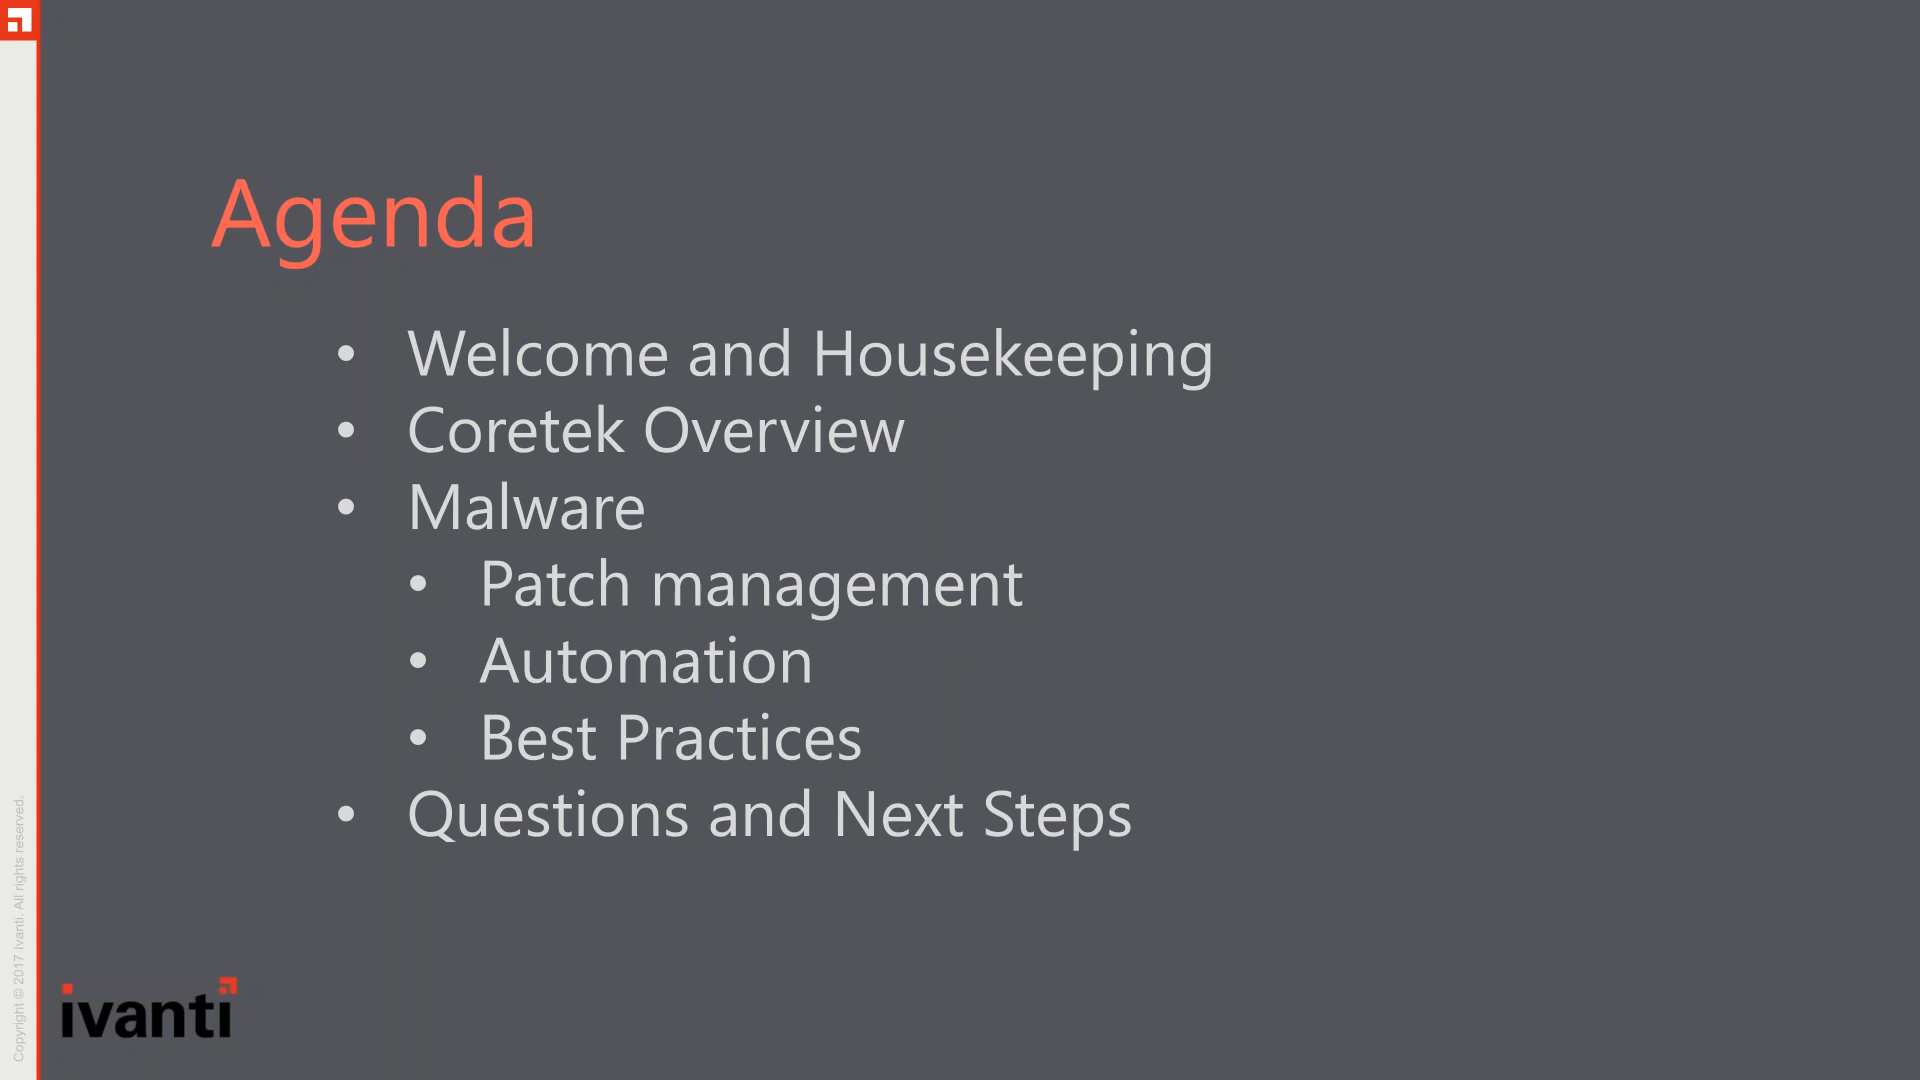 Agenda
• Welcome and Housekeeping
• Coretek Overview
• Malware
• Patch management
• Automation
• Best Practices
• Questions and Next Steps
Copyright © 2017 Ivanti. All rights reserved.
ivanti